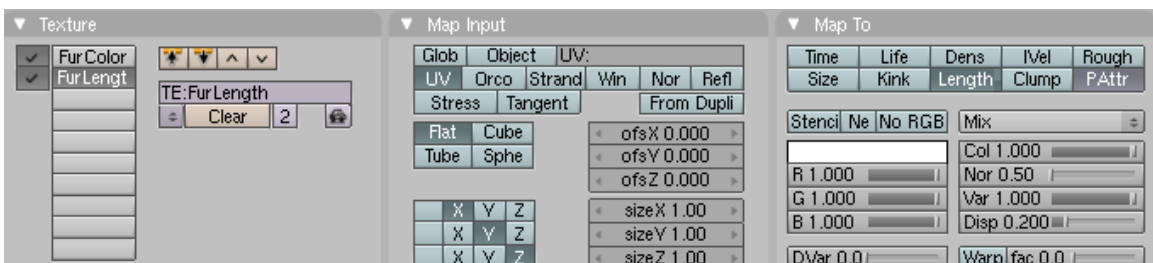 Texture
FurColor
FurLengt
TE:FurLength
Clear 2
Map Input
Glob Object UV:
UV Orco Strand Win Nor Refl
Stress Tangent From Dupli
Flat Cube
Tube Sphe
ofsX 0.000
ofsY 0.000
ofsZ 0.000
X Y Z
X Y Z
X Y Z
sizeX 1.00
sizeY 1.00
sizeZ 1.00
Map To
Time Life Dens IVel Rough
Size Kink Length Clump PAttr
Stenci Ne No RGB
R 1.000
G 1.000
B 1.000
DVar 0.0
Mix
Col 1.000
Nor 0.50
Var 1.000
Disp 0.200
Warp fac 0.0